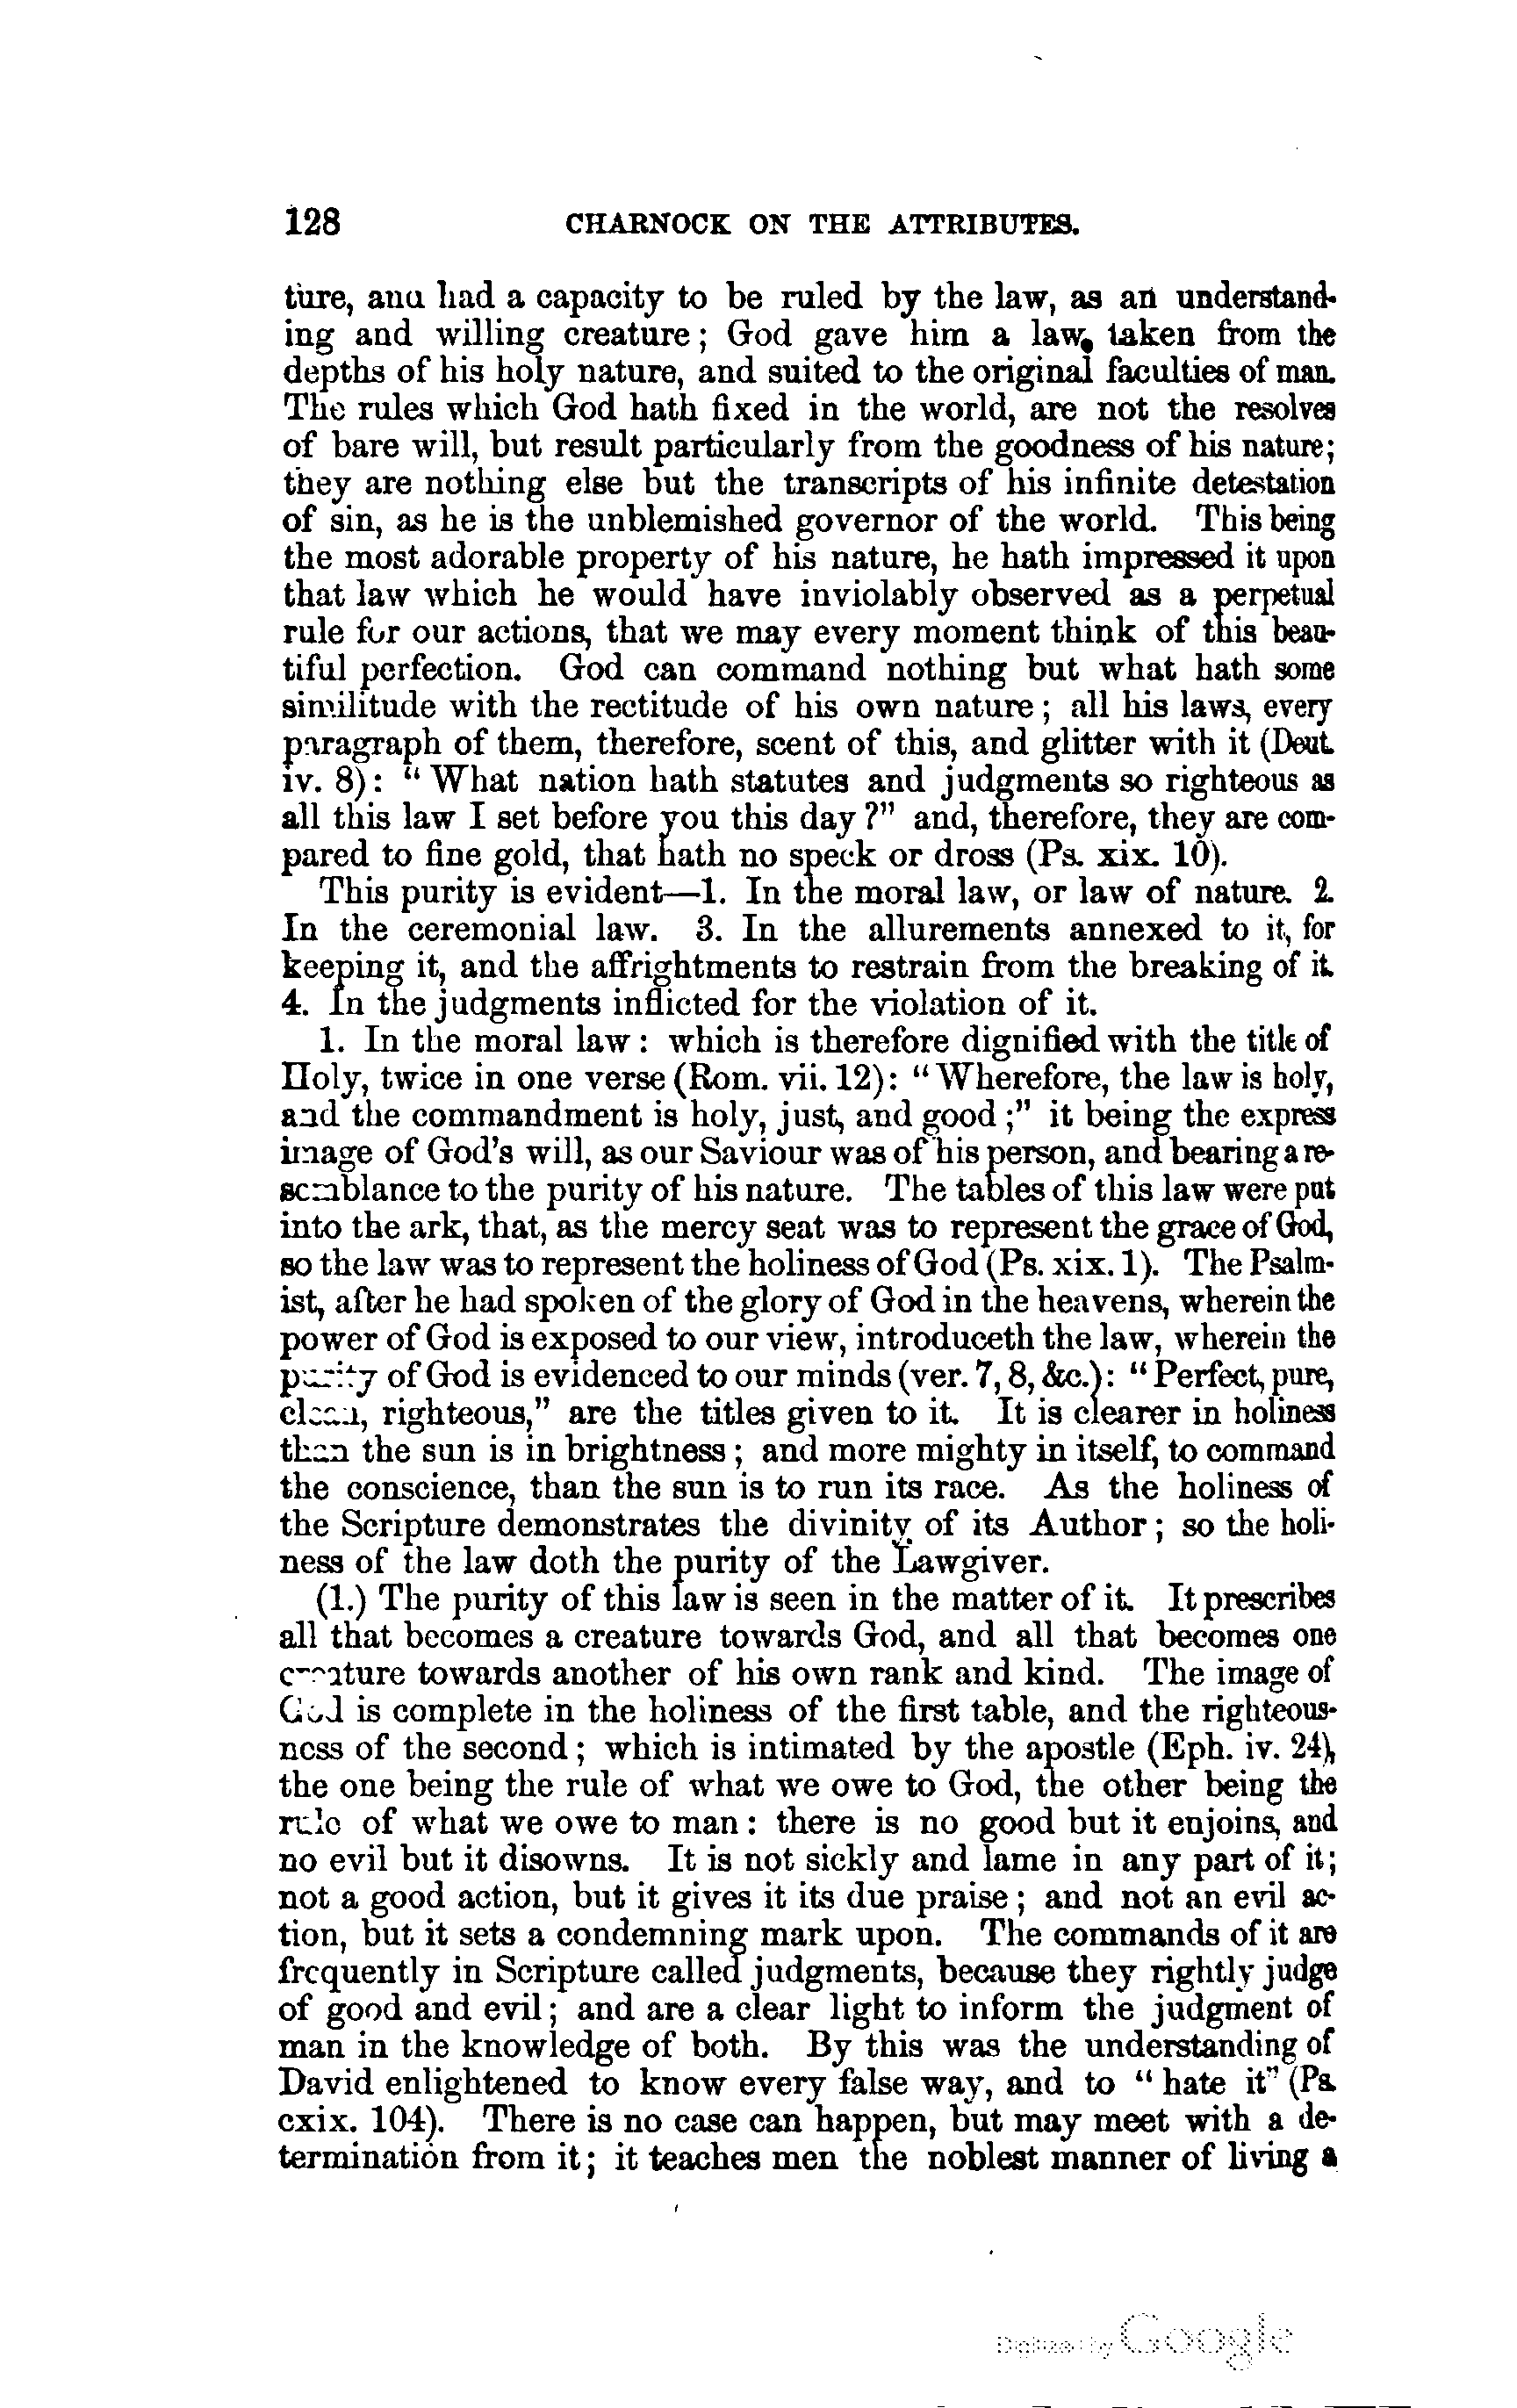 128 CHARNOCK ON THE ATTRIBUTES.
ture, and had a capacity to be ruled by the law, as an understand-
ing and willing creature; God gave him a law, taken from the
depths of his holy nature, and suited to the original faculties of man.
The rules which God hath fixed in the world, are not the resolves
of bare will, but result particularly from the goodness of his nature;
they are nothing else but the transcripts of his infinite detestation
of sin, as he is the unblemished governor of the world. This being
the most adorable property of his nature, he hath impressed it upon
that law which he would have inviolably observed as a perpetual
rule for our actions, that we may every moment think of this beau-
tiful perfection. God can command nothing but what hath some
similitude with the rectitude of his own nature; all his laws, every
paragraph of them, therefore, scent of this, and glitter with it (Deut.
iv. 8): "What nation hath statutes and judgments so righteous as
all this law I set before you this day?" and, therefore, they are com-
pared to fine gold, that hath no speck or dross (Ps. xix. 10).
This purity is evident—1. In the moral law, or law of nature. 2.
In the ceremonial law. 3. In the allurements annexed to it, for
keeping it, and the affrightments to restrain from the breaking of it.
4. In the judgments inflicted for the violation of it.
1. In the moral law: which is therefore dignified with the title of
Holy, twice in one verse (Rom. vii. 12): "Wherefore, the law is holy,
and the commandment is holy, just, and good;" it being the express
image of God's will, as our Saviour was of his person, and bearing a re-
semblance to the purity of his nature. The tables of this law were put
into the ark, that, as the mercy seat was to represent the grace of God,
so the law was to represent the holiness of God (Ps. xix. 1). The Psalm-
ist, after he had spoken of the glory of God in the heavens, wherein the
power of God is exposed to our view, introduceth the law, wherein the
purity of God is evidenced to our minds (ver. 7, 8, &c.): "Perfect, pure,
clean, righteous," are the titles given to it. It is clearer in holiness
than the sun is in brightness; and more mighty in itself, to command
the conscience, than the sun is to run its race. As the holiness of
the Scripture demonstrates the divinity of its Author; so the holi-
ness of the law doth the purity of the Lawgiver.
(1.) The purity of this law is seen in the matter of it. It prescribes
all that becomes a creature towards God, and all that becomes one
creature towards another of his own rank and kind. The image of
God is complete in the holiness of the first table, and the righteous-
ness of the second; which is intimated by the apostle (Eph. iv. 24),
the one being the rule of what we owe to God, the other being the
rule of what we owe to man: there is no good but it enjoins, and
no evil but it disowns. It is not sickly and lame in any part of it;
not a good action, but it gives it its due praise; and not an evil ac-
tion, but it sets a condemning mark upon. The commands of it are
frequently in Scripture called judgments, because they rightly judge
of good and evil; and are a clear light to inform the judgment of
man in the knowledge of both. By this was the understanding of
David enlightened to know every false way, and to "hate it" (Ps.
cxix. 104). There is no case can happen, but may meet with a de-
termination from it; it teaches men the noblest manner of living a
Digitized by Google